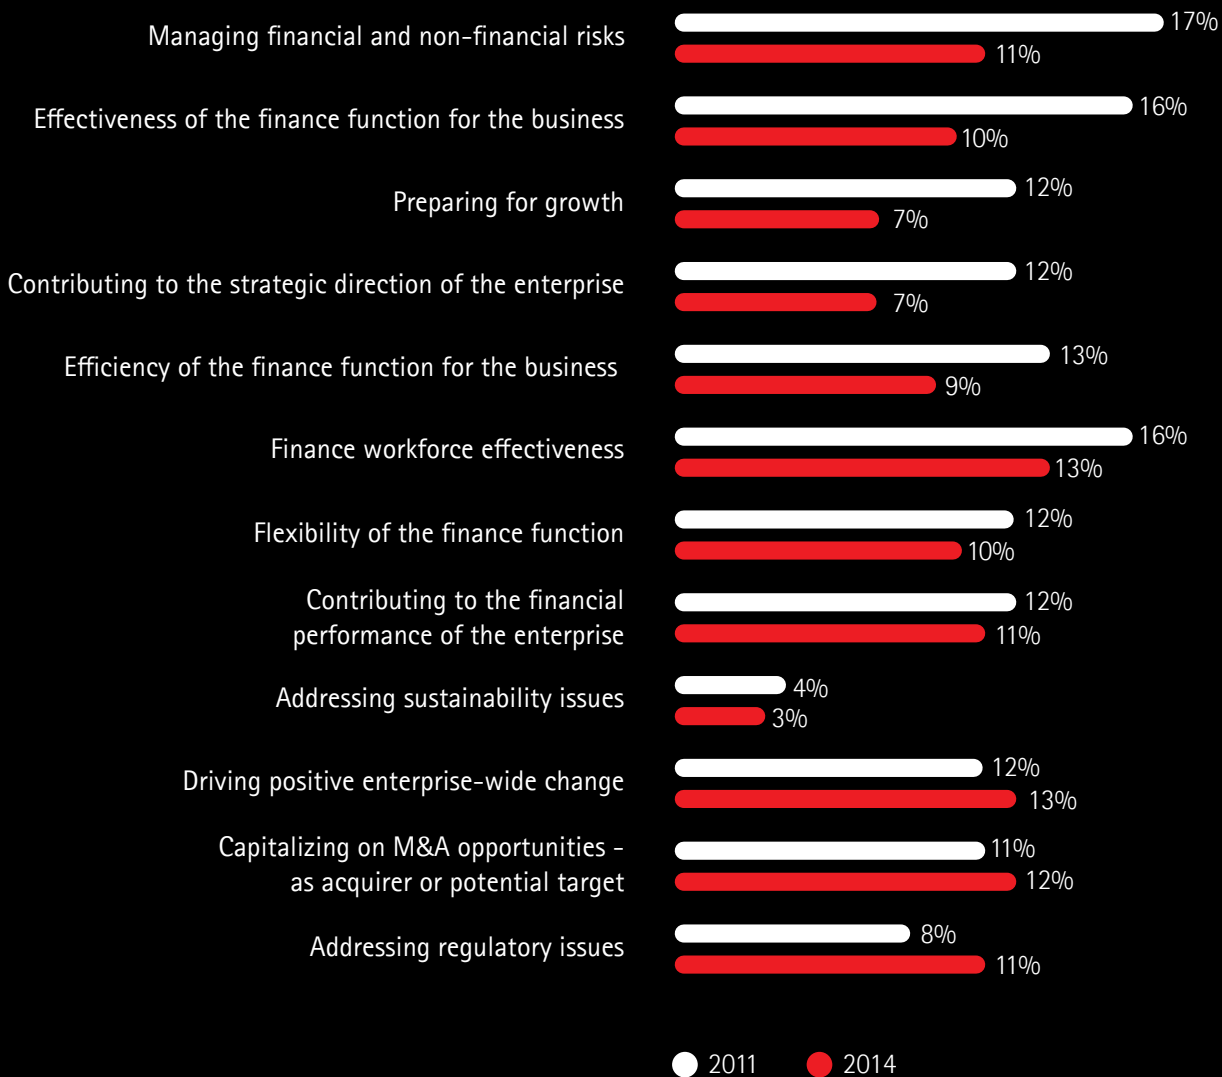 Managing financial and non-financial risks
17%
11%
Effectiveness of the finance function for the business
16%
10%
Preparing for growth
12%
7%
Contributing to the strategic direction of the enterprise
12%
7%
Efficiency of the finance function for the business
13%
9%
Finance workforce effectiveness
16%
13%
Flexibility of the finance function
12%
10%
Contributing to the financial
performance of the enterprise
12%
11%
Addressing sustainability issues
4%
3%
Driving positive enterprise-wide change
12%
13%
Capitalizing on M&A opportunities -
as acquirer or potential target
11%
12%
Addressing regulatory issues
8%
11%
2011 2014